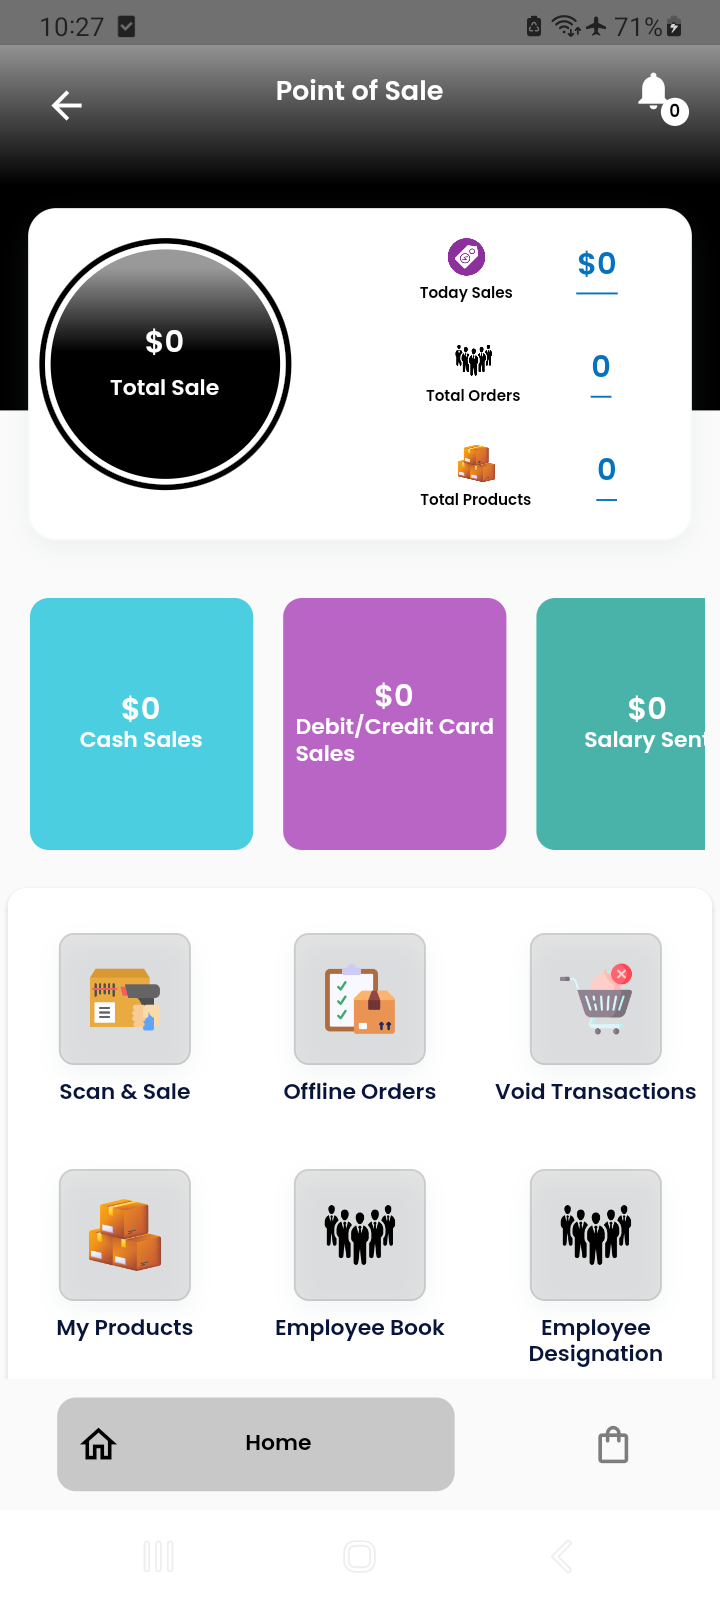 10:27
71%
Point of Sale
0
$0
Total Sale
Today Sales
$0
Total Orders
0
Total Products
0
$0
Cash Sales
$0
Debit/Credit Card
Sales
$0
Salary Sent
Scan & Sale
Offline Orders
Void Transactions
My Products
Employee Book
Employee
Designation
Home